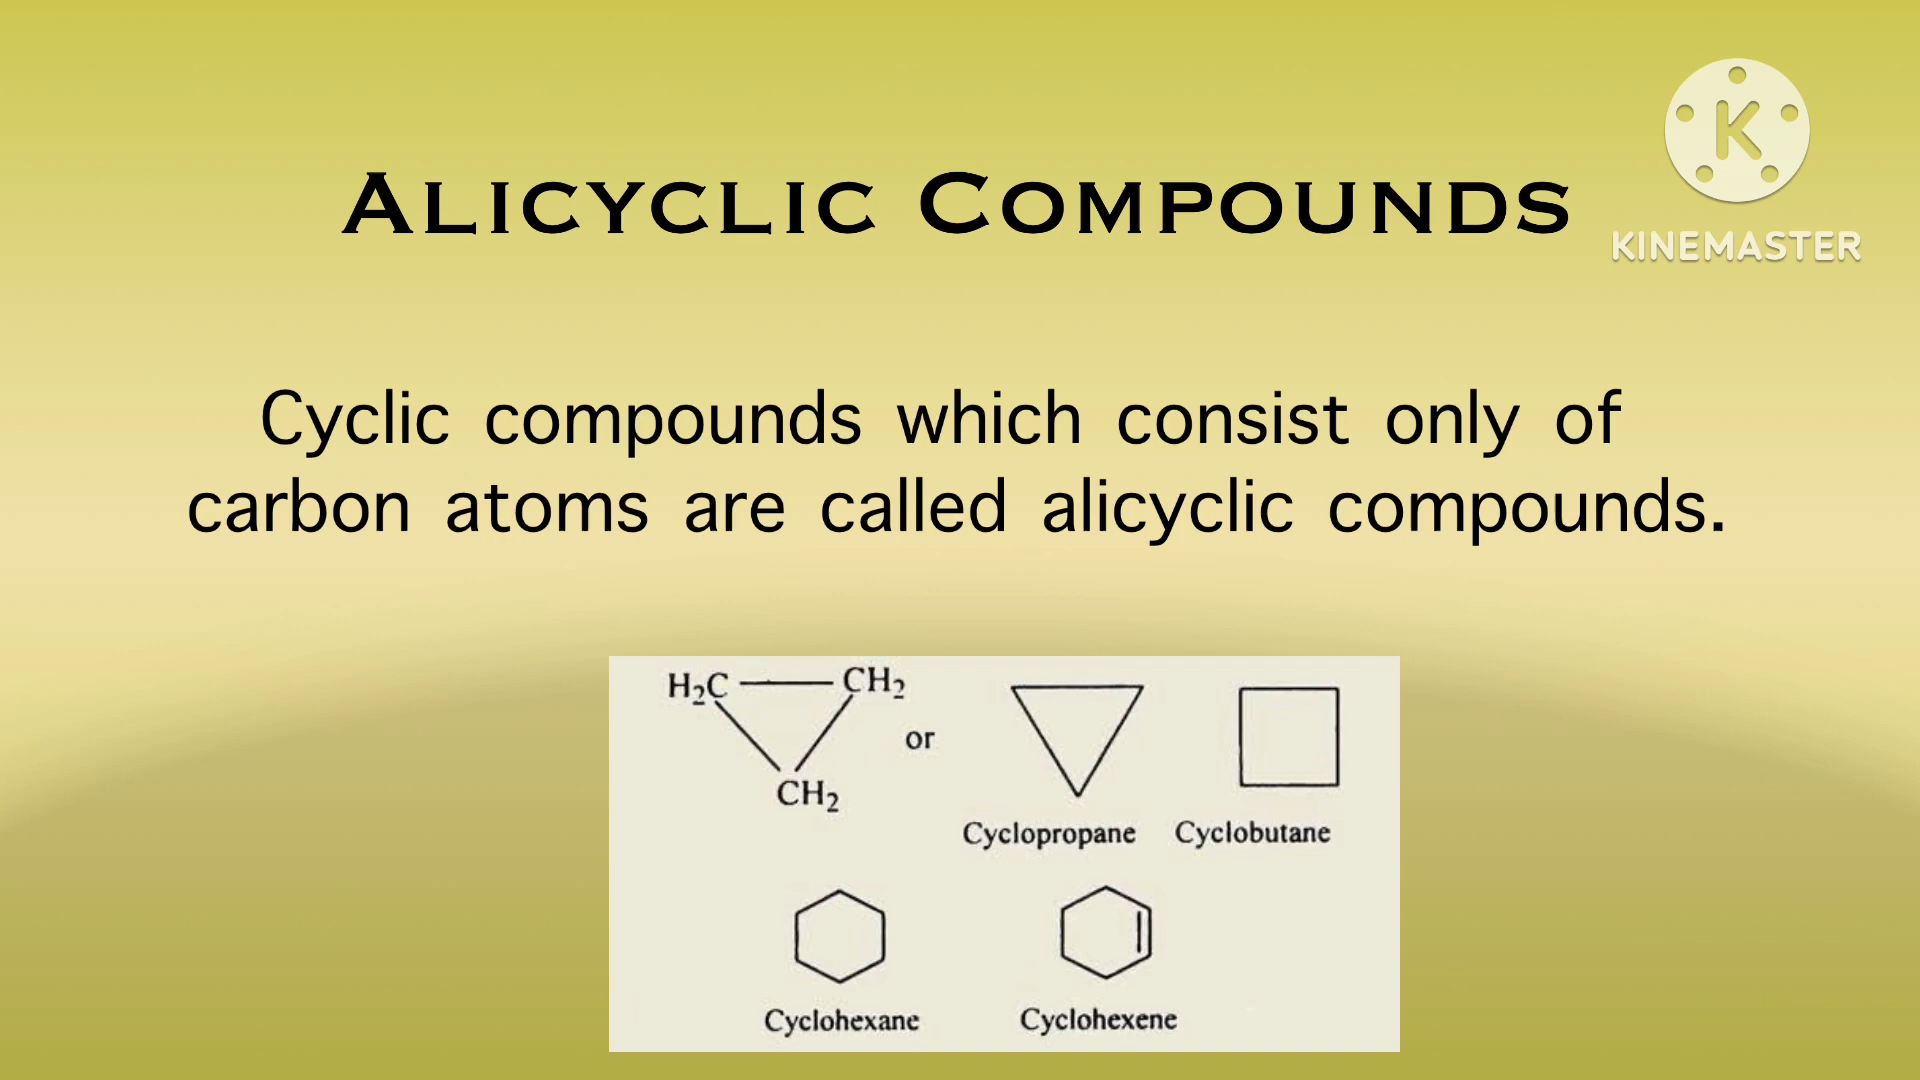 Alicyclic Compounds
K
KINEMASTER
Cyclic compounds which consist only of
carbon atoms are called alicyclic compounds.
H₂C CH₂
or
CH₂
Cyclopropane Cyclobutane
Cyclohexane Cyclohexene